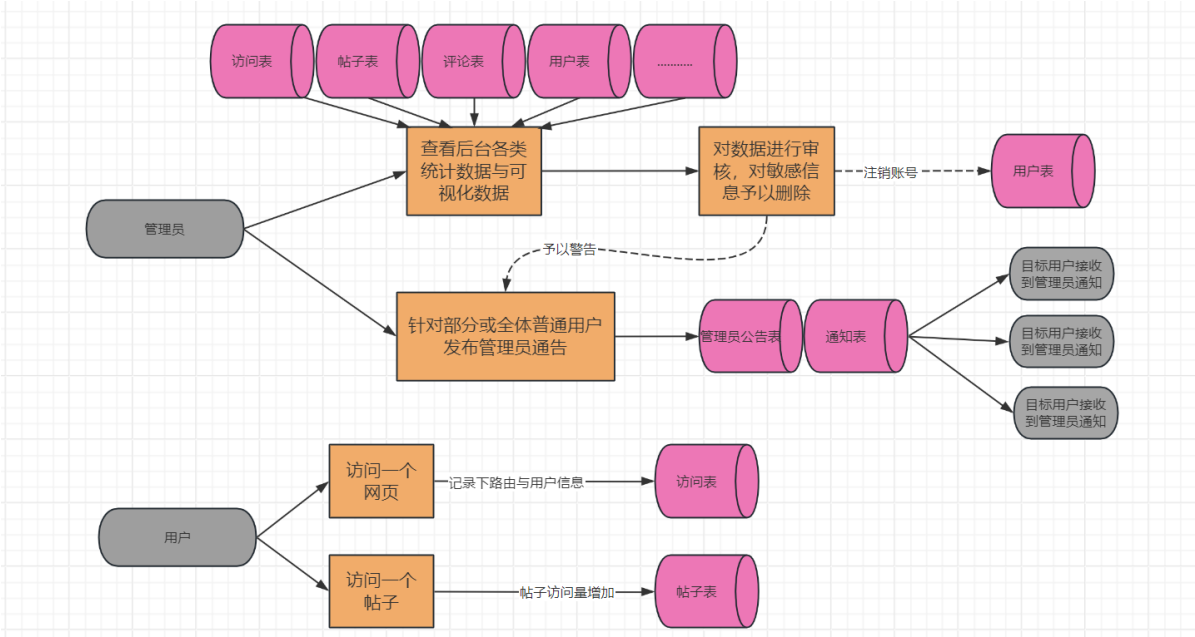 访问表
帖子表
评论表
用户表
...........
查看后台各类
统计数据与可
视化数据
对数据进行审
核，对敏感信
息予以删除
注销账号
用户表
管理员
予以警告
针对部分或全体普通用户
发布管理员通告
管理员公告表
通知表
目标用户接收
到管理员通知
目标用户接收
到管理员通知
目标用户接收
到管理员通知
用户
访问一个
网页
记录下路由与用户信息
访问表
访问一个
帖子
帖子访问量增加
帖子表